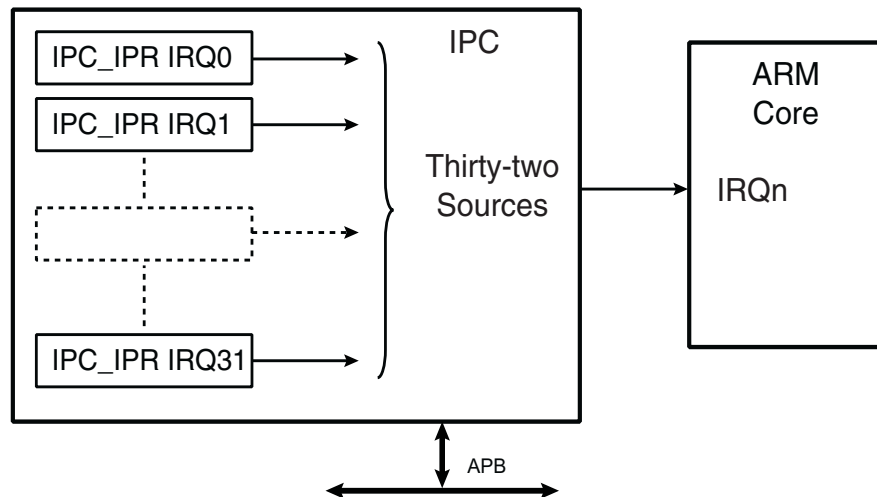 IPC_IPR IRQ0
IPC_IPR IRQ1
IPC_IPR IRQ31
IPC
Thirty-two
Sources
ARM
Core
IRQn
APB